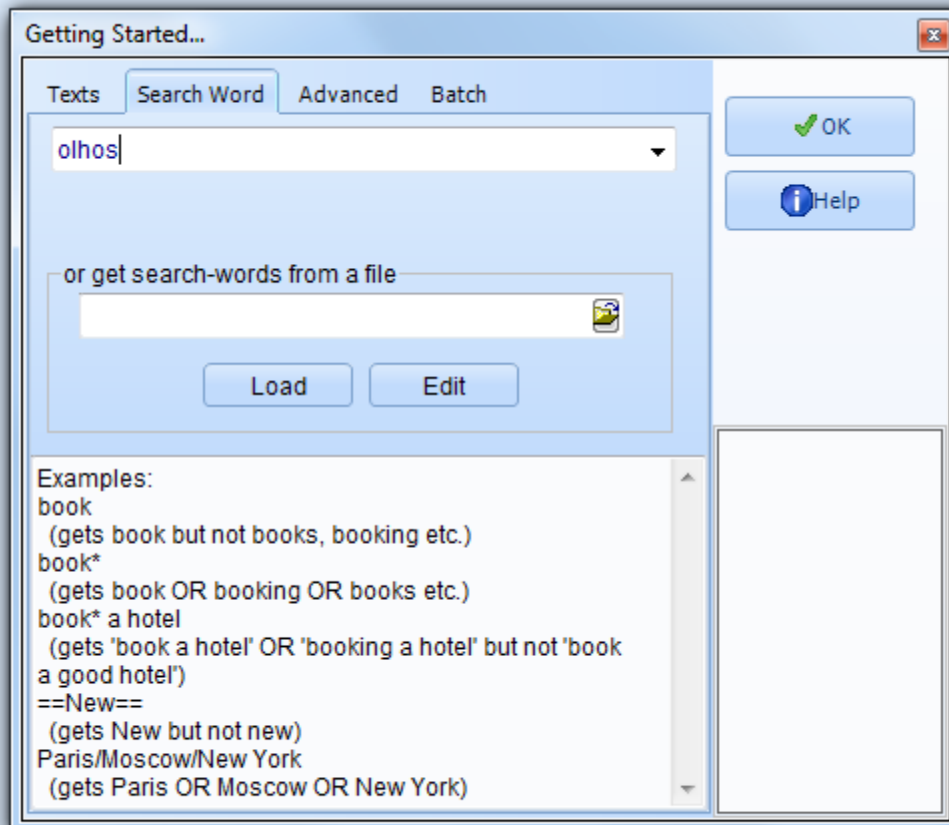 Getting Started...
Texts Search Word Advanced Batch
OK
olhos
Help
or get search-words from a file
Load Edit
Examples:
book
(gets book but not books, booking etc.)
book*
(gets book OR booking OR books etc.)
book* a hotel
(gets 'book a hotel' OR 'booking a hotel' but not 'book
a good hotel')
==New==
(gets New but not new)
Paris/Moscow/New York
(gets Paris OR Moscow OR New York)